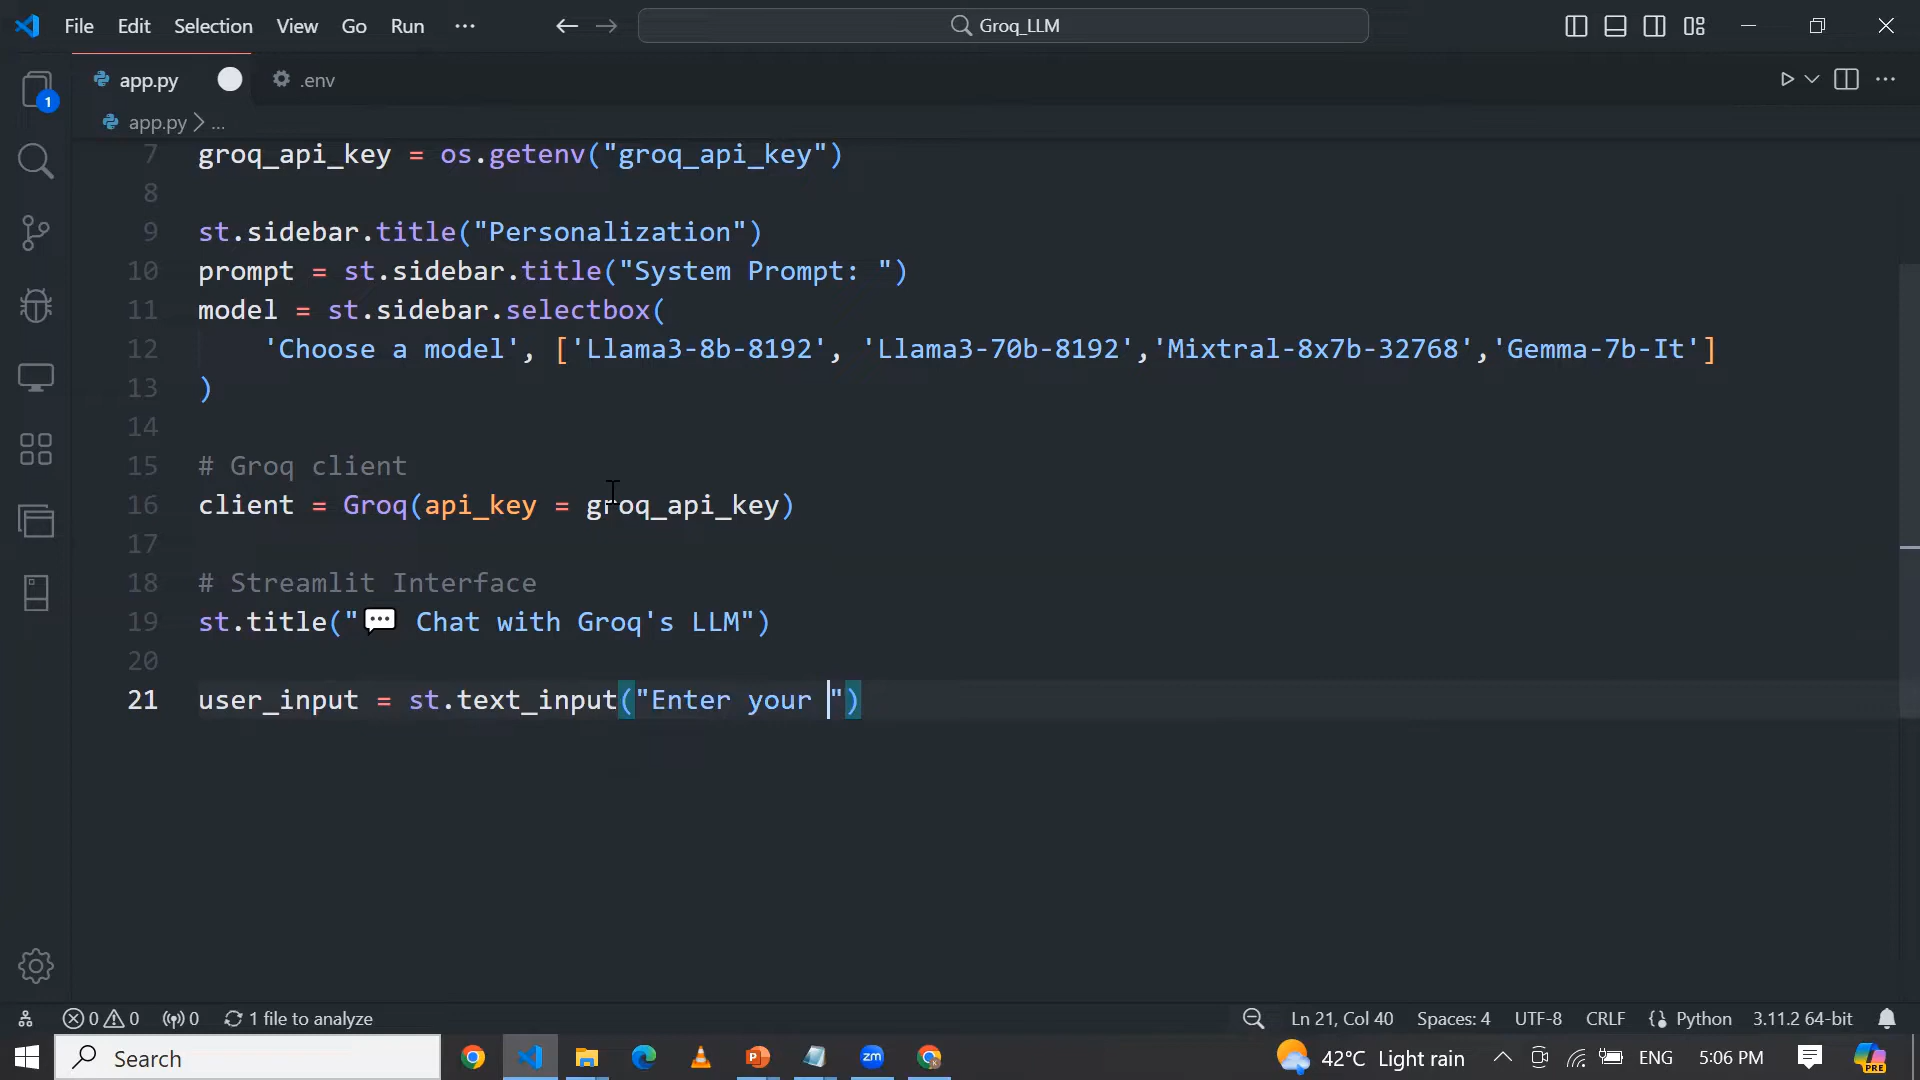 File Edit Selection View Go Run ... Groq_LLM
app.py .env
1
app.py > ...
7 groq_api_key = os.getenv("groq_api_key")
8
9 st.sidebar.title("Personalization")
10 prompt = st.sidebar.title("System Prompt: ")
11 model = st.sidebar.selectbox(
12 'Choose a model', ['Llama3-8b-8192', 'Llama3-70b-8192','Mixtral-8x7b-32768','Gemma-7b-It']
13 )
14
15 # Groq client
16 client = Groq(api_key = groq_api_key)
17
18 # Streamlit Interface
19 st.title("💬 Chat with Groq's LLM")
20
21 user_input = st.text_input("Enter your ")
0 0 0 1 file to analyze Ln 21, Col 40 Spaces: 4 UTF-8 CRLF Python 3.11.2 64-bit
Search zm 42°C Light rain ENG 5:06 PM PRE